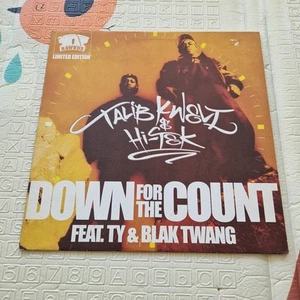 LIMITED EDITION
TALIB KWELI
&
Hi-TEK
DOWN FOR THE COUNT
FEAT. TY & BLAK TWANG